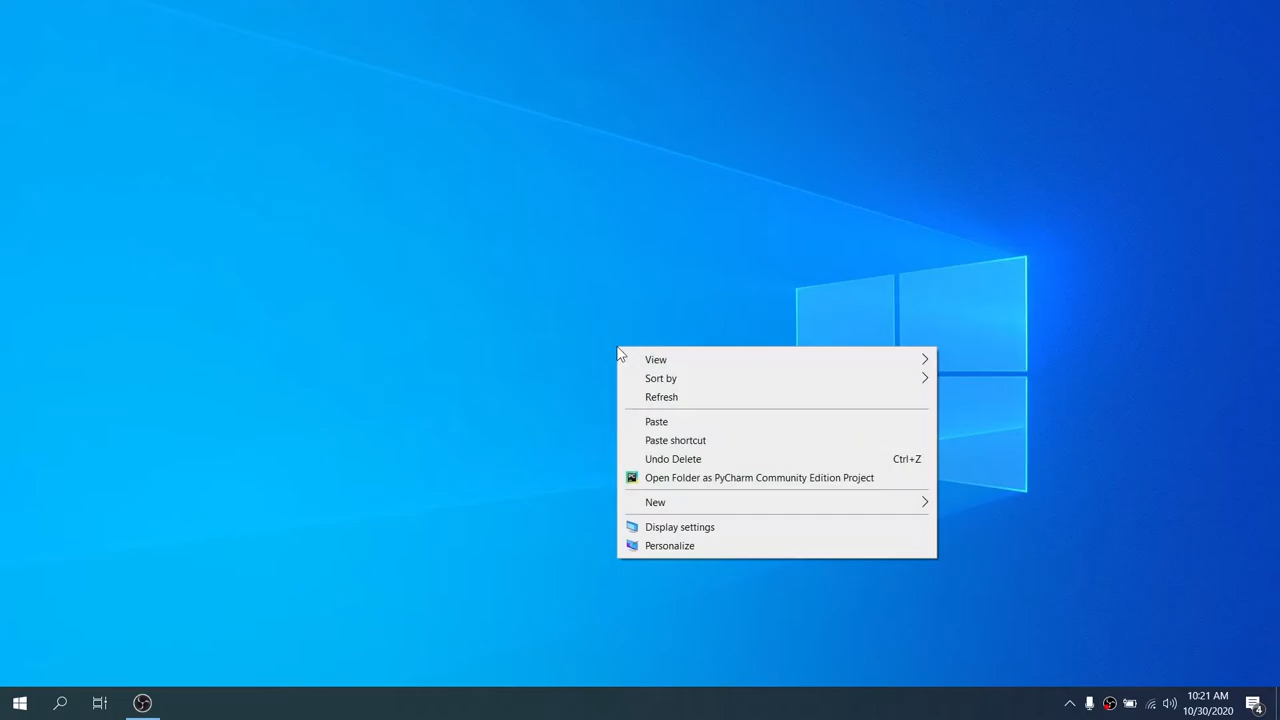 View
Sort by
Refresh
Paste
Paste shortcut
Undo Delete Ctrl+Z
Open Folder as PyCharm Community Edition Project
New
Display settings
Personalize
10:21 AM
10/30/2020
4